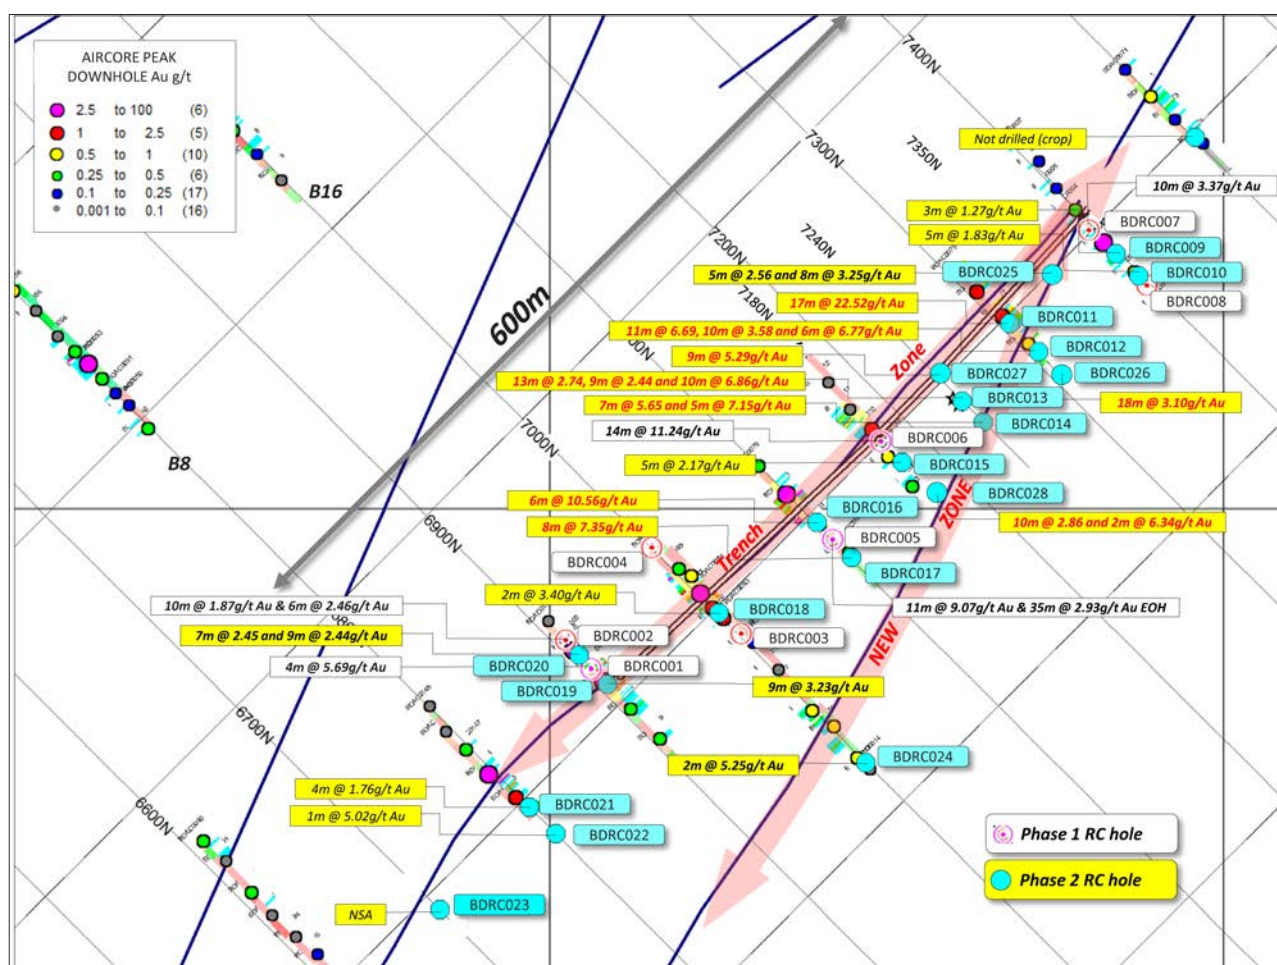 AIRCORE PEAK
DOWNHOLE Au g/t
2.5 to 100 (6)
1 to 2.5 (5)
0.5 to 1 (10)
0.25 to 0.5 (6)
0.1 to 0.25 (17)
0.001 to 0.1 (16)
B16
B8
600m
7400N
7350N
7300N
7240N
7200N
7180N
7000N
6900N
6700N
6600N
Not drilled (crop)
10m @ 3.37g/t Au
3m @ 1.27g/t Au
BDRC007
5m @ 1.83g/t Au
BDRC009
5m @ 2.56 and 8m @ 3.25g/t Au
BDRC025
BDRC010
BDRC008
17m @ 22.52g/t Au
BDRC011
11m @ 6.69, 10m @ 3.58 and 6m @ 6.77g/t Au
BDRC012
9m @ 5.29g/t Au
Zone
BDRC027
BDRC026
13m @ 2.74, 9m @ 2.44 and 10m @ 6.86g/t Au
BDRC013
18m @ 3.10g/t Au
7m @ 5.65 and 5m @ 7.15g/t Au
BDRC014
14m @ 11.24g/t Au
BDRC006
5m @ 2.17g/t Au
BDRC015
BDRC028
6m @ 10.56g/t Au
BDRC016
ZONE
10m @ 2.86 and 2m @ 6.34g/t Au
8m @ 7.35g/t Au
BDRC005
Trench
BDRC004
BDRC017
2m @ 3.40g/t Au
10m @ 1.87g/t Au & 6m @ 2.46g/t Au
BDRC018
11m @ 9.07g/t Au & 35m @ 2.93g/t Au EOH
7m @ 2.45 and 9m @ 2.44g/t Au
BDRC002
BDRC003
NEW
4m @ 5.69g/t Au
BDRC020
BDRC001
BDRC019
9m @ 3.23g/t Au
2m @ 5.25g/t Au
BDRC024
4m @ 1.76g/t Au
BDRC021
1m @ 5.02g/t Au
BDRC022
Phase 1 RC hole
Phase 2 RC hole
NSA
BDRC023